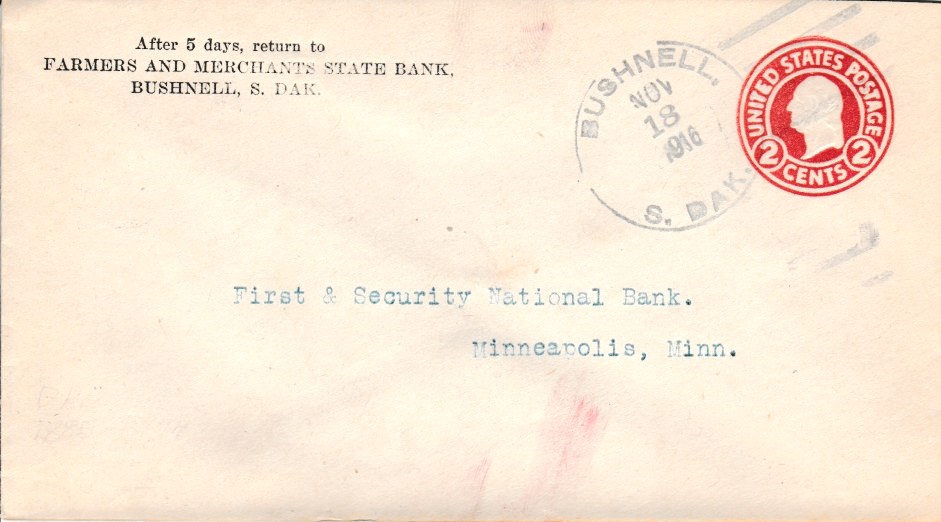 After 5 days, return to
FARMERS AND MERCHANTS STATE BANK,
BUSHNELL, S. DAK.
BUSHNELL.
NOV
18
1916
S. DAK.
UNITED STATES POSTAGE
2 CENTS 2
First & Security National Bank.
Minneapolis, Minn.